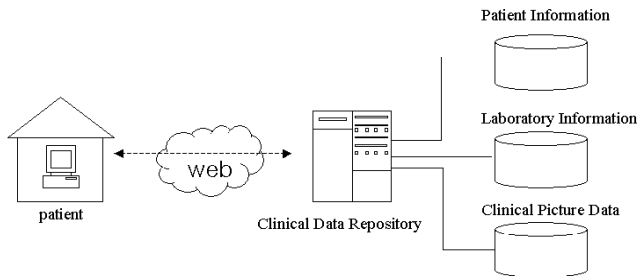 Patient Information
Laboratory Information
web
patient
Clinical Data Repository
Clinical Picture Data